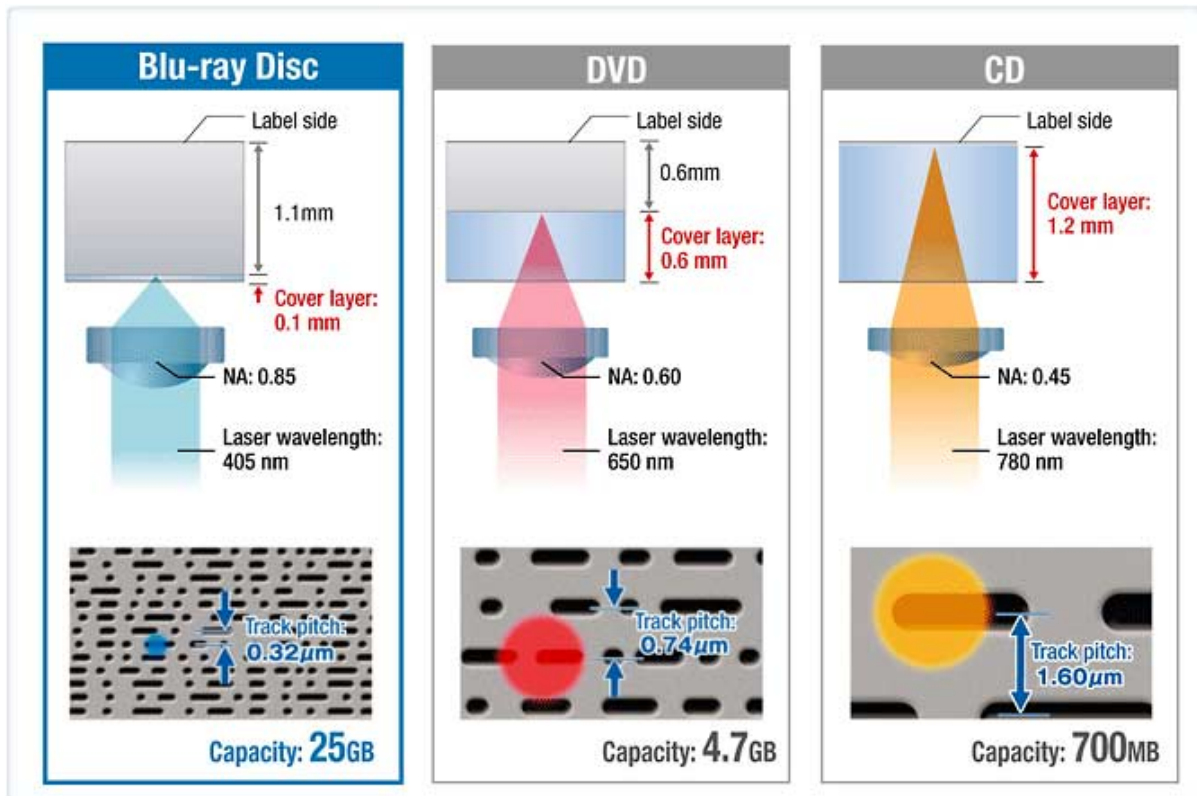 Blu-ray Disc
Label side
1.1mm
Cover layer:
0.1 mm
NA: 0.85
Laser wavelength:
405 nm
Track pitch:
0.32μm
Capacity: 25GB
DVD
Label side
0.6mm
Cover layer:
0.6 mm
NA: 0.60
Laser wavelength:
650 nm
Track pitch:
0.74μm
Capacity: 4.7GB
CD
Label side
Cover layer:
1.2 mm
NA: 0.45
Laser wavelength:
780 nm
Track pitch:
1.60μm
Capacity: 700MB